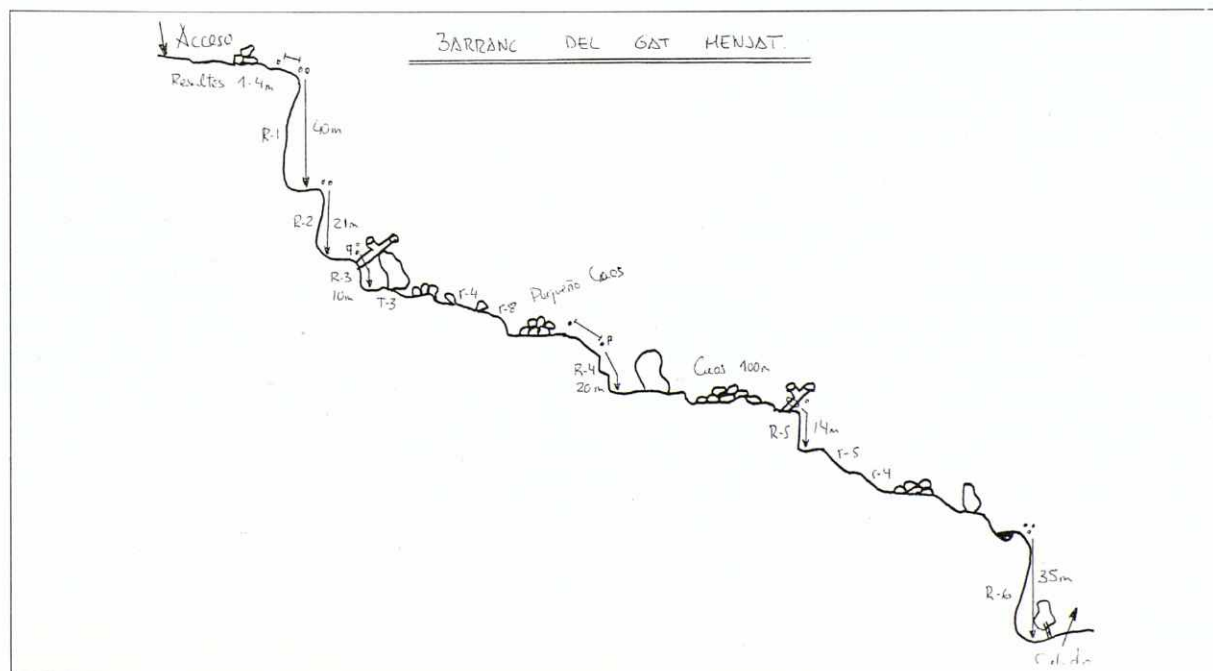 Acceso
BARRANC DEL GAT MENJAT.
Resaltes 1-4m
R-1
40m
R-2
21m
R-3
10m
T-3
r-4
r-8
Pequeño Caos
R-4
20m
Caos 100m
R-5
14m
r-5
r-4
35m
R-6